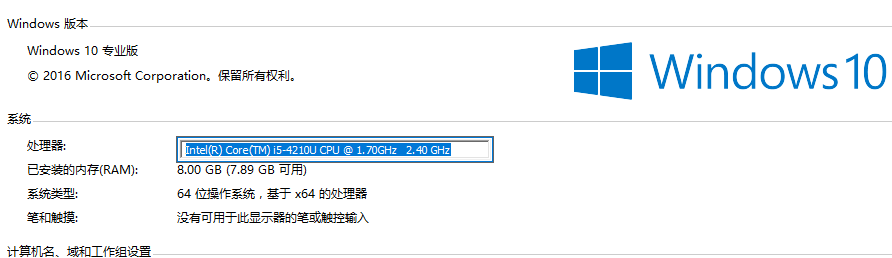 Windows 版本
Windows 10 专业版
© 2016 Microsoft Corporation。保留所有权利。
Windows 10
系统
处理器: Intel(R) Core(TM) i5-4210U CPU @ 1.70GHz 2.40 GHz
已安装的内存(RAM): 8.00 GB (7.89 GB 可用)
系统类型: 64 位操作系统，基于 x64 的处理器
笔和触摸: 没有可用于此显示器的笔或触控输入
计算机名、域和工作组设置